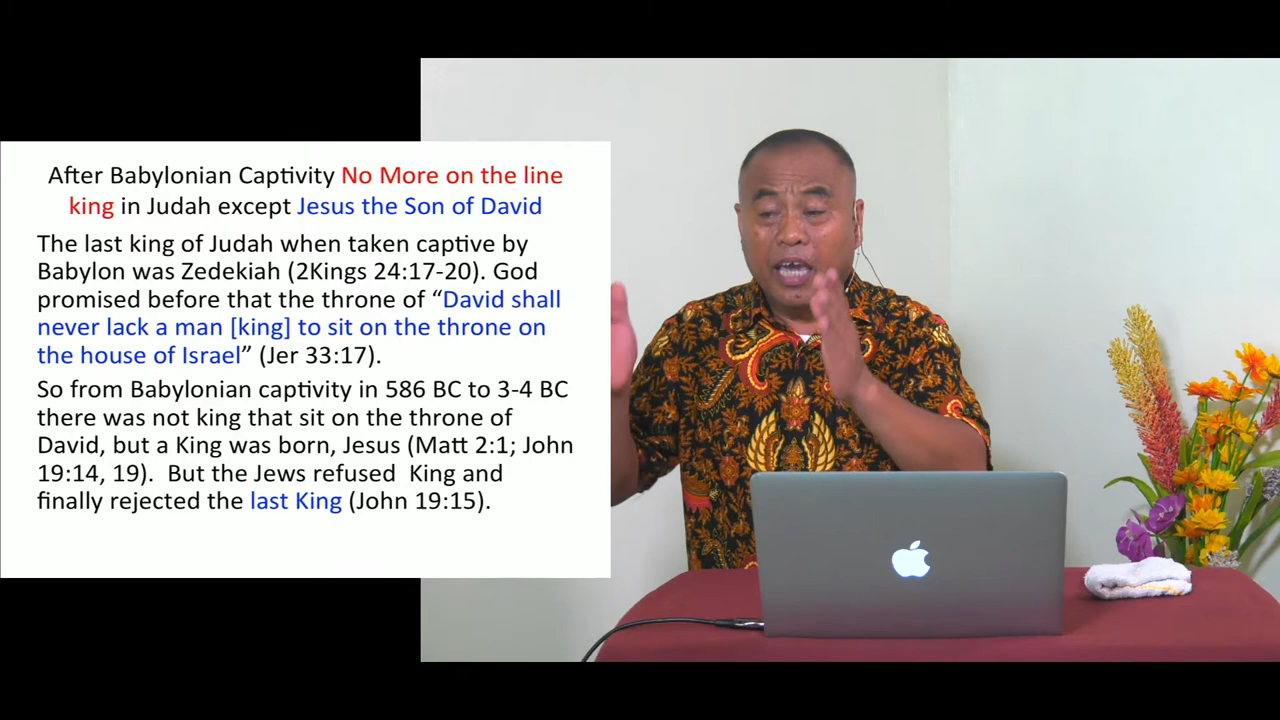 After Babylonian Captivity No More on the line
king in Judah except Jesus the Son of David
The last king of Judah when taken captive by
Babylon was Zedekiah (2Kings 24:17-20). God
promised before that the throne of “David shall
never lack a man [king] to sit on the throne on
the house of Israel” (Jer 33:17).
So from Babylonian captivity in 586 BC to 3-4 BC
there was not king that sit on the throne of
David, but a King was born, Jesus (Matt 2:1; John
19:14, 19).  But the Jews refused  King and
finally rejected the last King (John 19:15).